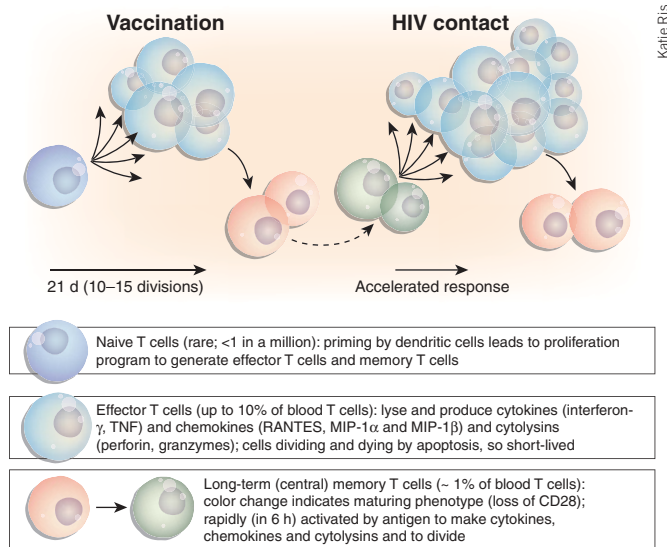 Vaccination
HIV contact
Katie Ris
21 d (10–15 divisions)
Accelerated response
Naive T cells (rare; <1 in a million): priming by dendritic cells leads to proliferation
program to generate effector T cells and memory T cells
Effector T cells (up to 10% of blood T cells): lyse and produce cytokines (interferon-
γ, TNF) and chemokines (RANTES, MIP-1α and MIP-1β) and cytolysins
(perforin, granzymes); cells dividing and dying by apoptosis, so short-lived
Long-term (central) memory T cells (~ 1% of blood T cells):
color change indicates maturing phenotype (loss of CD28);
rapidly (in 6 h) activated by antigen to make cytokines,
chemokines and cytolysins and to divide